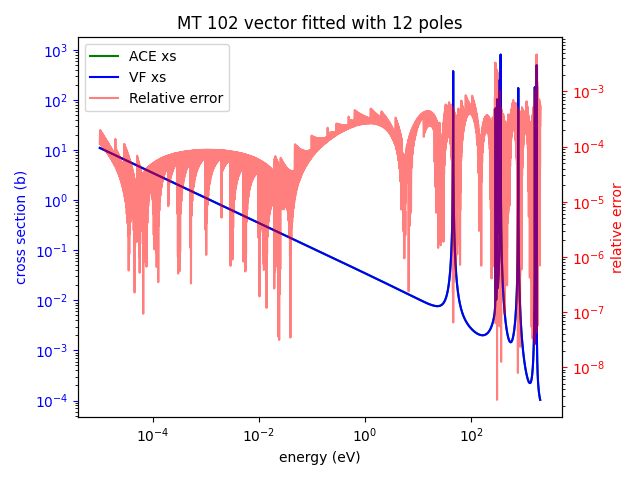 MT 102 vector fitted with 12 poles
ACE xs
VF xs
Relative error
cross section (b)
10^3
10^2
10^1
10^0
10^-1
10^-2
10^-3
10^-4
10^-3
10^-4
10^-5
10^-6
10^-7
10^-8
relative error
10^-4
10^-2
10^0
10^2
energy (eV)